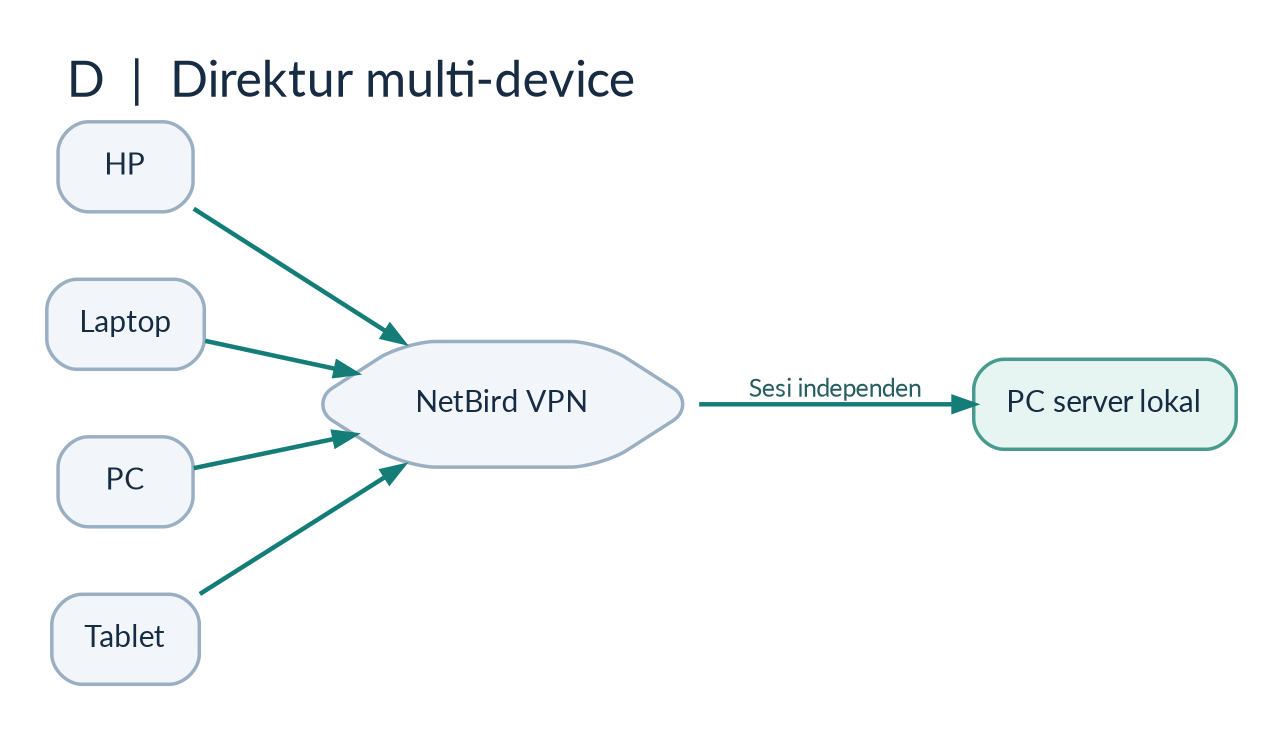 D | Direktur multi-device
HP
Laptop
PC
Tablet
NetBird VPN
Sesi independen
PC server lokal